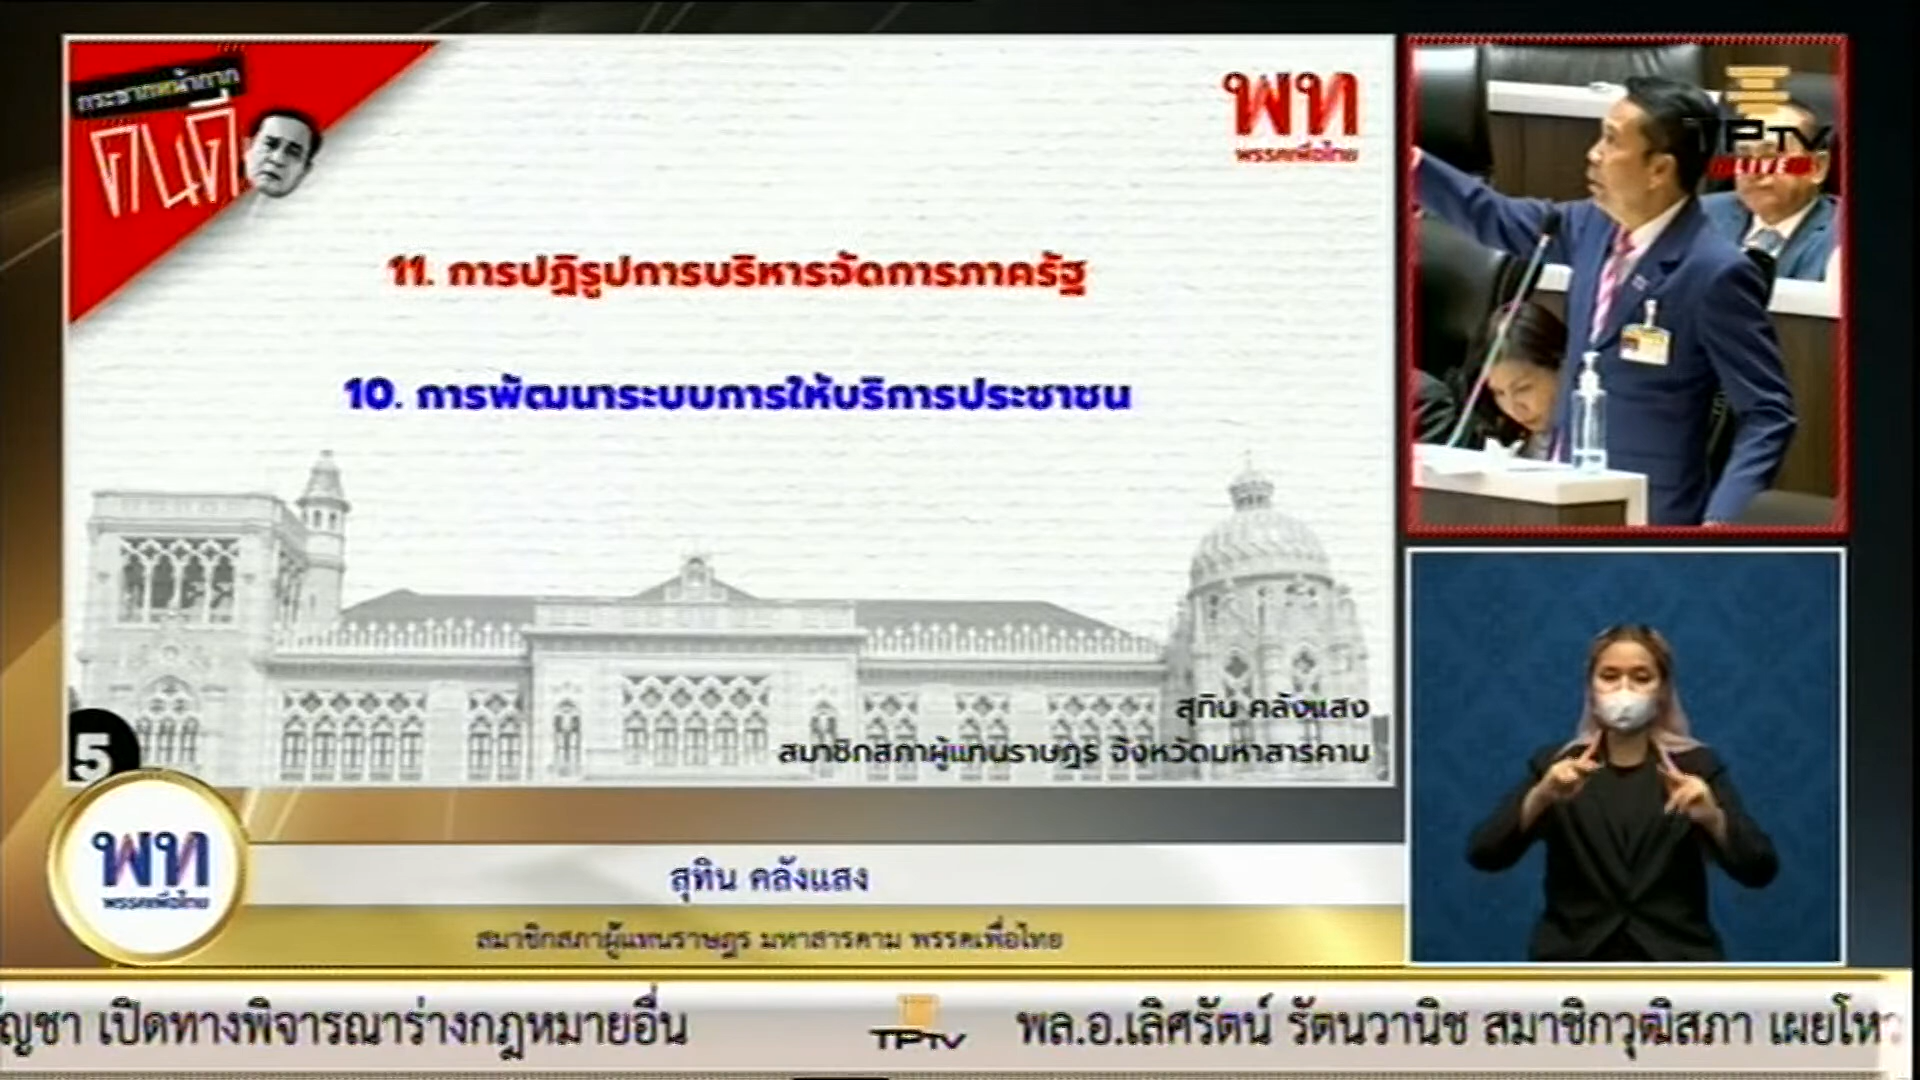 กระชากหน้ากาก
คนดี
พท
พรรคเพื่อไทย
TPTV
11. การปฏิรูปการบริหารจัดการภาครัฐ
10. การพัฒนาระบบการให้บริการประชาชน
สุทิน คลังแสง
สมาชิกสภาผู้แทนราษฎร จังหวัดมหาสารคาม
5
พท
พรรคเพื่อไทย
สุทิน คลังแสง
สมาชิกสภาผู้แทนราษฎร มหาสารคาม พรรคเพื่อไทย
ัญชา เปิดทางพิจารณาร่างกฎหมายอื่น
TPTV
พล.อ.เลิศรัตน์ รัตนวานิช สมาชิกวุฒิสภา เผยโหว